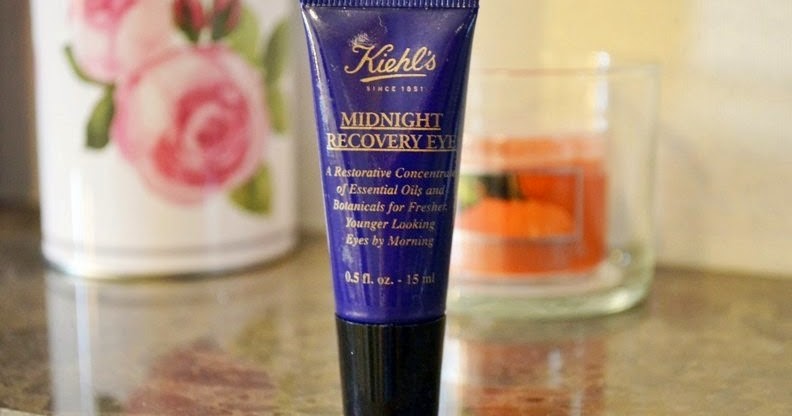 Kiehl's
SINCE 1851
MIDNIGHT
RECOVERY EYE
A Restorative Concentrate
of Essential Oils and
Botanicals for Fresher,
Younger Looking
Eyes by Morning
0.5 fl. oz. - 15 ml